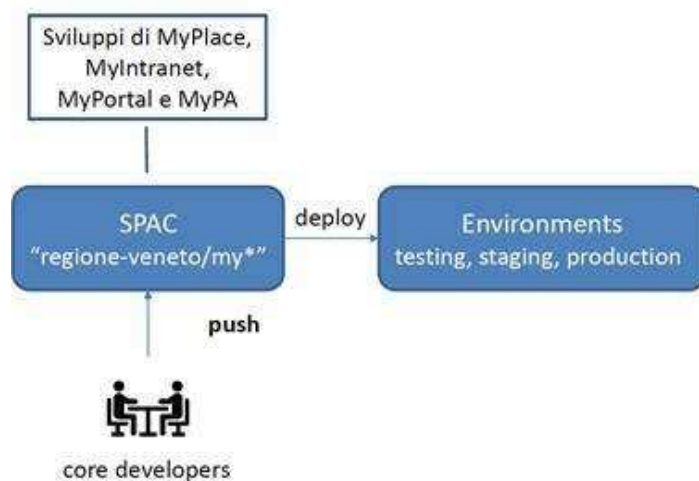 Sviluppi di MyPlace,
MyIntranet,
MyPortal e MyPA
SPAC
“regione-veneto/my*”
deploy
Environments
testing, staging, production
push
core developers